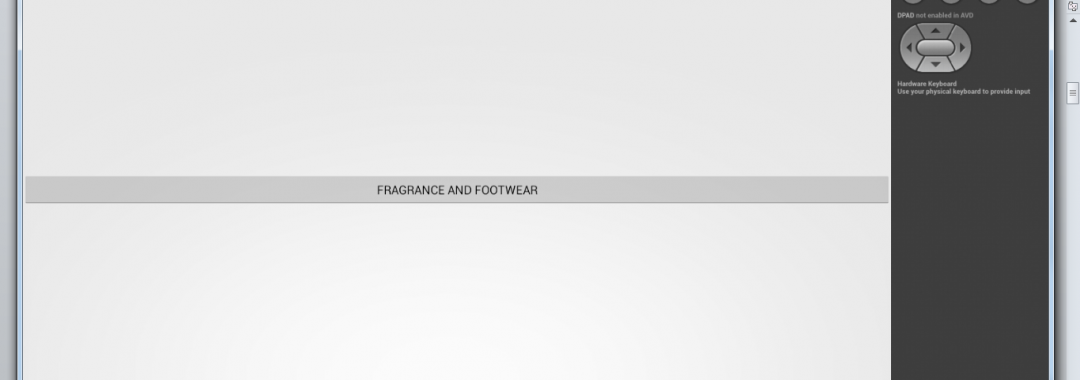 DPAD not enabled in AVD
Hardware Keyboard
Use your physical keyboard to provide input
FRAGRANCE AND FOOTWEAR